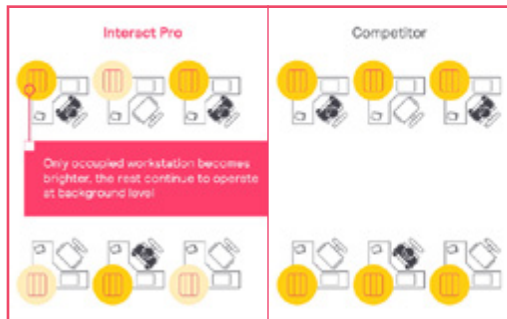 Interact Pro
Competitor
Only occupied workstation becomes
brighter, the rest continue to operate
at background level